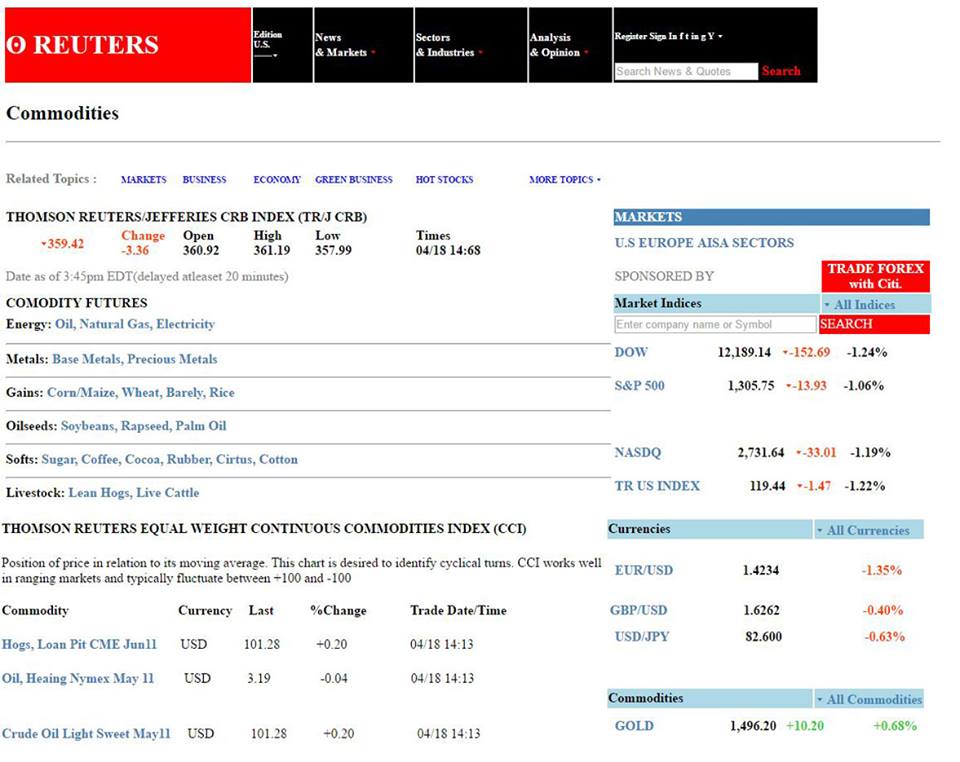 REUTERS
Edition
U.S.
News
& Markets
Sectors
& Industries
Analysis
& Opinion
Register Sign In f t in g Y
Search News & Quotes Search
Commodities
Related Topics : MARKETS BUSINESS ECONOMY GREEN BUSINESS HOT STOCKS MORE TOPICS
THOMSON REUTERS/JEFFERIES CRB INDEX (TR/J CRB)
359.42 Change Open High Low Times
-3.36 360.92 361.19 357.99 04/18 14:68
Date as of 3:45pm EDT(delayed atleaset 20 minutes)
COMODITY FUTURES
Energy: Oil, Natural Gas, Electricity
Metals: Base Metals, Precious Metals
Gains: Corn/Maize, Wheat, Barely, Rice
Oilseeds: Soybeans, Rapseed, Palm Oil
Softs: Sugar, Coffee, Cocoa, Rubber, Cirtus, Cotton
Livestock: Lean Hogs, Live Cattle
THOMSON REUTERS EQUAL WEIGHT CONTINUOUS COMMODITIES INDEX (CCI)
Position of price in relation to its moving average. This chart is desired to identify cyclical turns. CCI works well
in ranging markets and typically fluctuate between +100 and -100
Commodity Currency Last %Change Trade Date/Time
Hogs, Loan Pit CME Jun11 USD 101.28 +0.20 04/18 14:13
Oil, Heaing Nymex May 11 USD 3.19 -0.04 04/18 14:13
Crude Oil Light Sweet May11 USD 101.28 +0.20 04/18 14:13
MARKETS
U.S EUROPE AISA SECTORS
SPONSORED BY
TRADE FOREX
with Citi.
Market Indices All Indices
Enter company name or Symbol SEARCH
DOW 12,189.14 -152.69 -1.24%
S&P 500 1,305.75 -13.93 -1.06%
NASDQ 2,731.64 -33.01 -1.19%
TR US INDEX 119.44 -1.47 -1.22%
Currencies All Currencies
EUR/USD 1.4234 -1.35%
GBP/USD 1.6262 -0.40%
USD/JPY 82.600 -0.63%
Commodities All Commodities
GOLD 1,496.20 +10.20 +0.68%